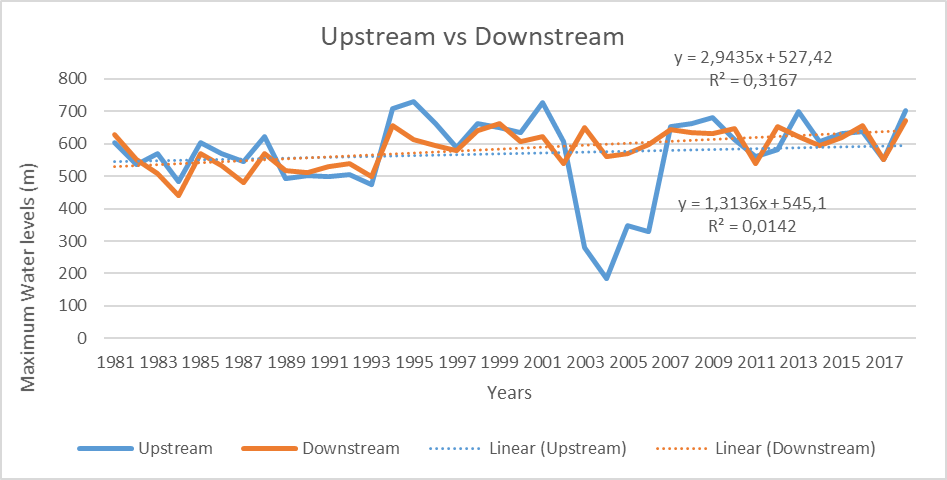 Upstream vs Downstream
y = 2,9435x + 527,42
R² = 0,3167
800
700
600
500
400
300
200
100
0
y = 1,3136x + 545,1
R² = 0,0142
Maximum Water levels (m)
1981 1983 1985 1987 1989 1991 1993 1995 1997 1999 2001 2003 2005 2007 2009 2011 2013 2015 2017
Years
Upstream Downstream Linear (Upstream) Linear (Downstream)